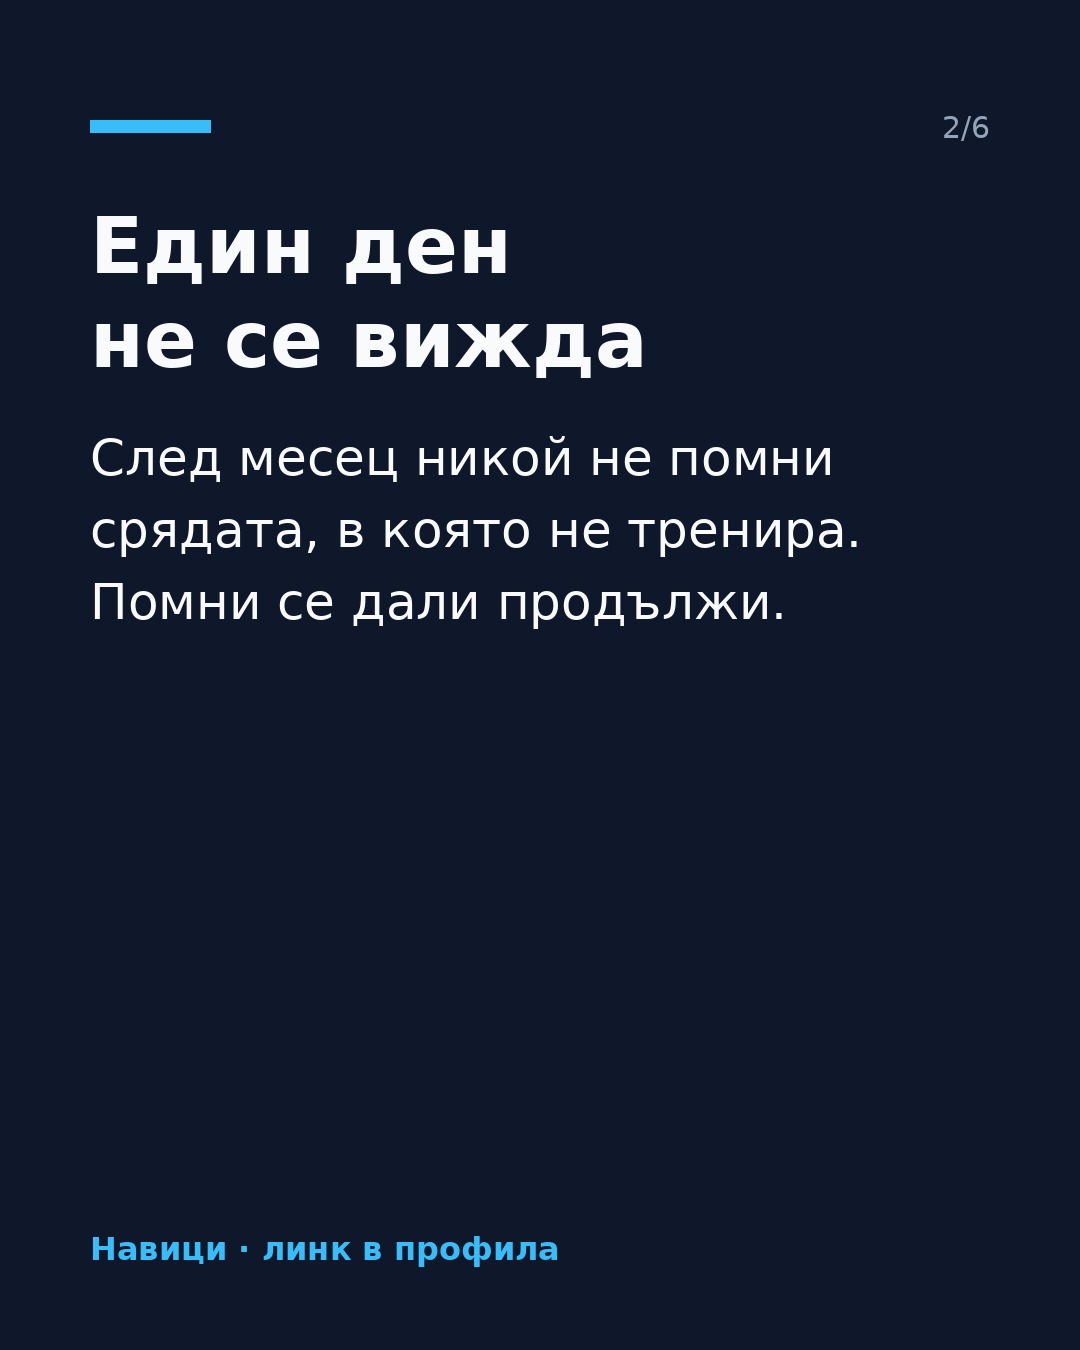 2/6
Един ден
не се вижда
След месец никой не помни
срядата, в която не тренира.
Помни се дали продължи.
Навици · линк в профила